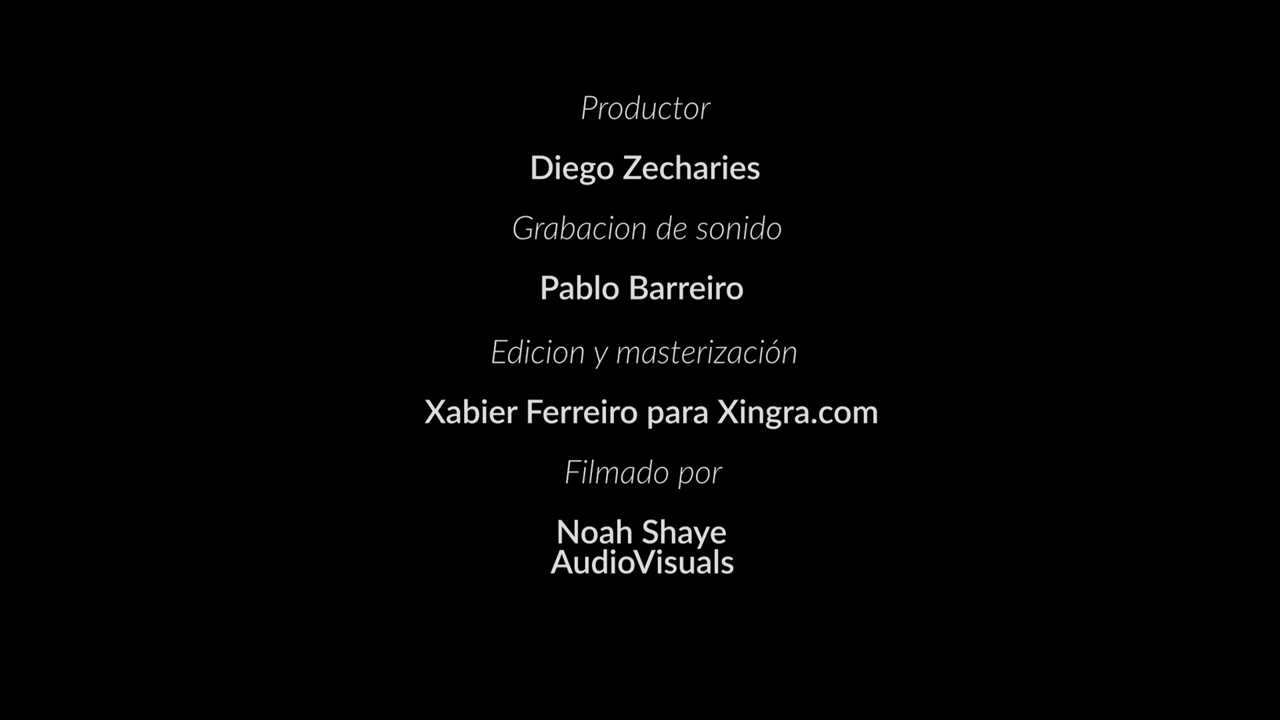 Productor
Diego Zecharies
Grabacion de sonido
Pablo Barreiro
Edicion y masterización
Xabier Ferreiro para Xingra.com
Filmado por
Noah Shaye
AudioVisuals